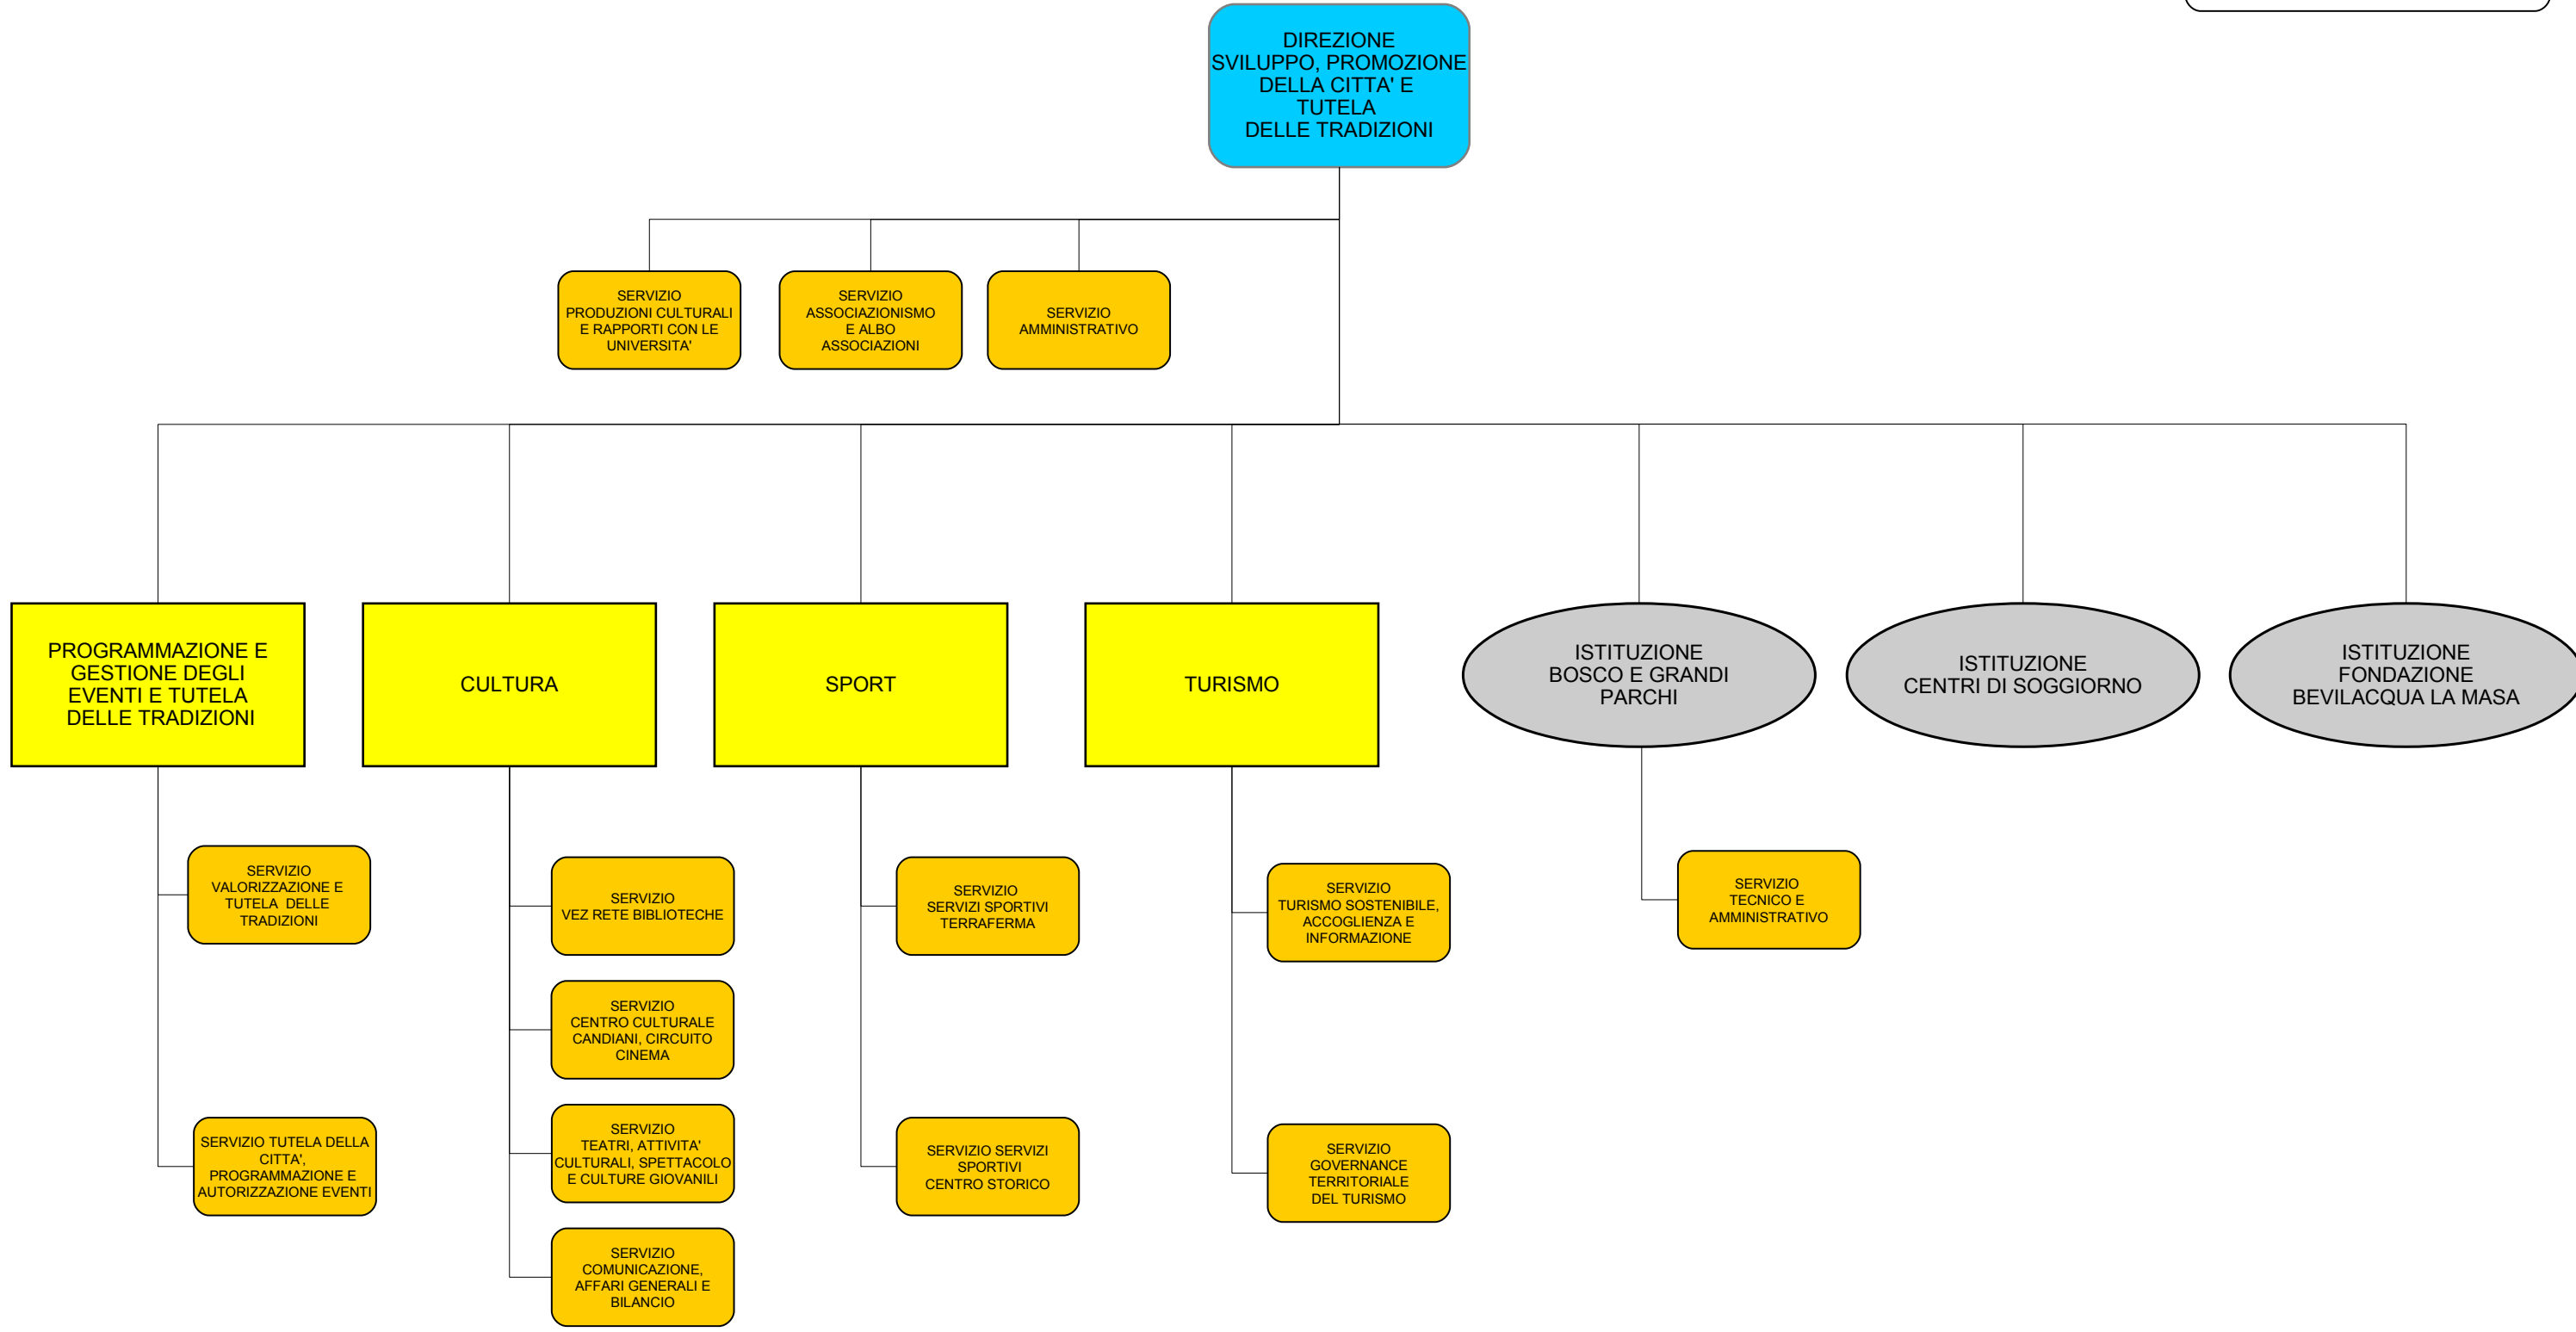 DIREZIONE
SVILUPPO, PROMOZIONE
DELLA CITTA' E
TUTELA
DELLE TRADIZIONI
SERVIZIO
PRODUZIONI CULTURALI
E RAPPORTI CON LE
UNIVERSITA'
SERVIZIO
ASSOCIAZIONISMO
E ALBO
ASSOCIAZIONI
SERVIZIO
AMMINISTRATIVO
PROGRAMMAZIONE E
GESTIONE DEGLI
EVENTI E TUTELA
DELLE TRADIZIONI
CULTURA
SPORT
TURISMO
ISTITUZIONE
BOSCO E GRANDI
PARCHI
ISTITUZIONE
CENTRI DI SOGGIORNO
ISTITUZIONE
FONDAZIONE
BEVILACQUA LA MASA
SERVIZIO
VALORIZZAZIONE E
TUTELA DELLE
TRADIZIONI
SERVIZIO TUTELA DELLA
CITTA',
PROGRAMMAZIONE E
AUTORIZZAZIONE EVENTI
SERVIZIO
VEZ RETE BIBLIOTECHE
SERVIZIO
CENTRO CULTURALE
CANDIANI, CIRCUITO
CINEMA
SERVIZIO
TEATRI, ATTIVITA'
CULTURALI, SPETTACOLO
E CULTURE GIOVANILI
SERVIZIO
COMUNICAZIONE,
AFFARI GENERALI E
BILANCIO
SERVIZIO
SERVIZI SPORTIVI
TERRAFERMA
SERVIZIO SERVIZI
SPORTIVI
CENTRO STORICO
SERVIZIO
TURISMO SOSTENIBILE,
ACCOGLIENZA E
INFORMAZIONE
SERVIZIO
GOVERNANCE
TERRITORIALE
DEL TURISMO
SERVIZIO
TECNICO E
AMMINISTRATIVO